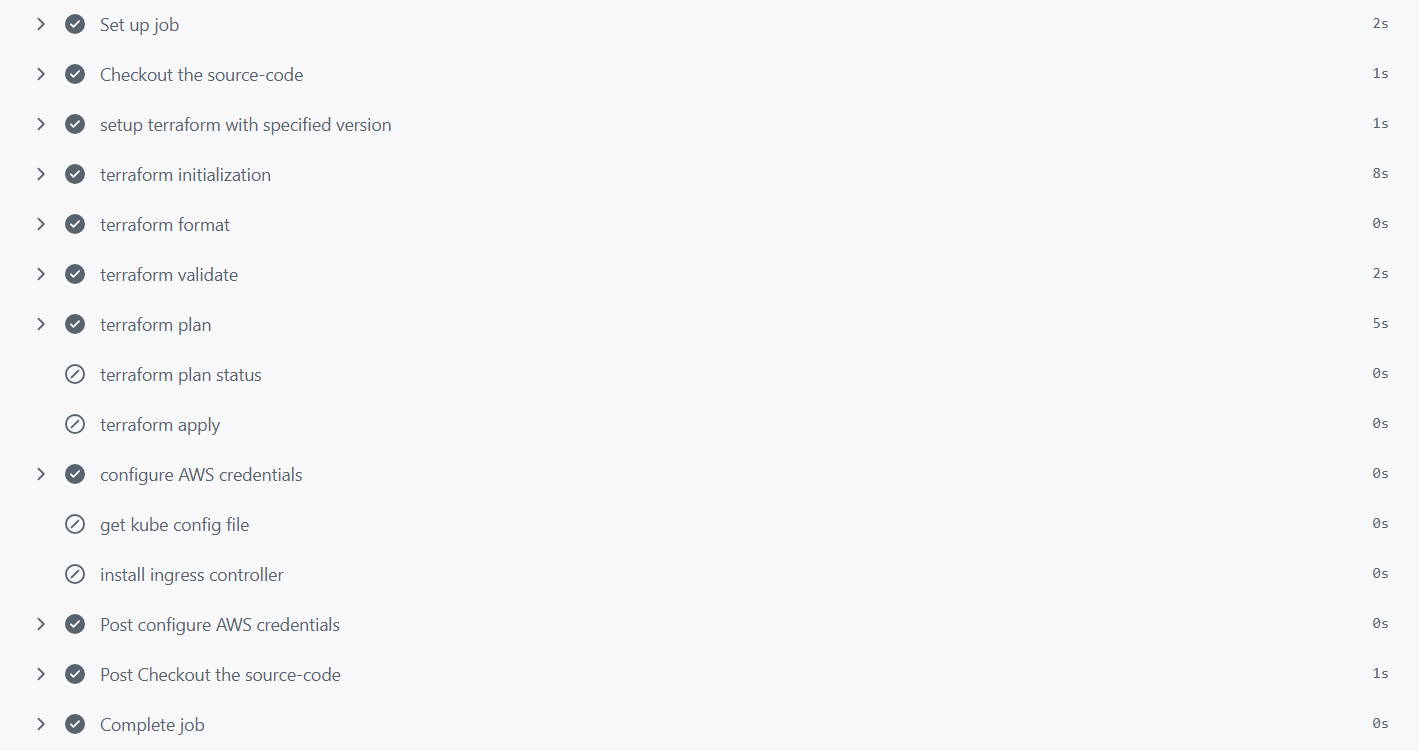 Set up job 2s
Checkout the source-code 1s
setup terraform with specified version 1s
terraform initialization 8s
terraform format 0s
terraform validate 2s
terraform plan 5s
terraform plan status 0s
terraform apply 0s
configure AWS credentials 0s
get kube config file 0s
install ingress controller 0s
Post configure AWS credentials 0s
Post Checkout the source-code 1s
Complete job 0s